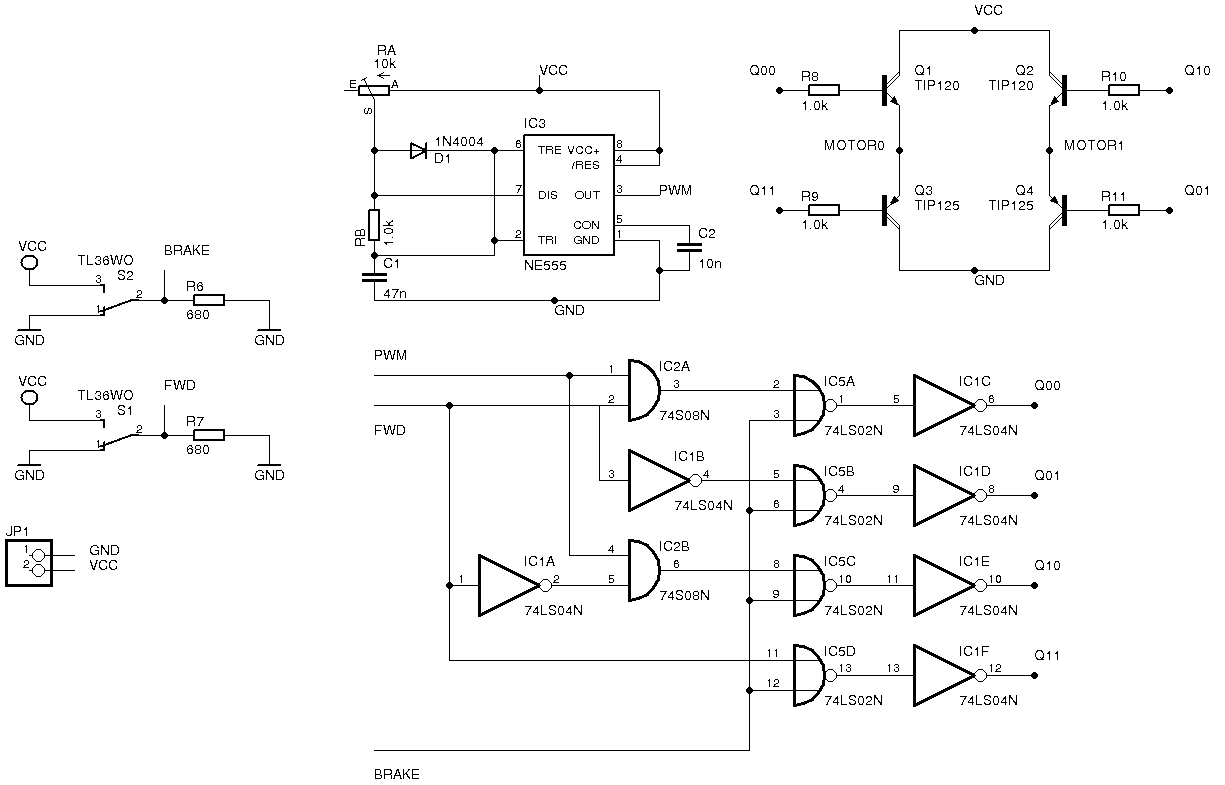 VCC
BRAKE
TL36WO
S2
3
2
1
R6
680
GND
GND
VCC
FWD
TL36WO
S1
3
2
1
R7
680
GND
GND
JP1
1
2
GND
VCC
RA
10k
E
A
S
VCC
IC3
1N4004
D1
6
TRE
VCC+
8
/RES
4
7
DIS
OUT
3
PWM
CON
5
2
TRI
GND
1
NE555
RB
1.0k
C1
47n
C2
10n
GND
VCC
Q00
R8
1.0k
Q1
TIP120
Q2
TIP120
R10
1.0k
Q10
MOTOR0
MOTOR1
Q11
R9
1.0k
Q3
TIP125
Q4
TIP125
R11
1.0k
Q01
GND
PWM
FWD
1
2
IC2A
3
74S08N
2
3
IC5A
1
74LS02N
5
IC1C
6
74LS04N
Q00
3
IC1B
4
74LS04N
5
6
IC5B
4
74LS02N
9
IC1D
8
74LS04N
Q01
1
IC1A
2
74LS04N
4
5
IC2B
6
74S08N
8
9
IC5C
10
74LS02N
11
IC1E
10
74LS04N
Q10
11
12
IC5D
13
74LS02N
13
IC1F
12
74LS04N
Q11
BRAKE